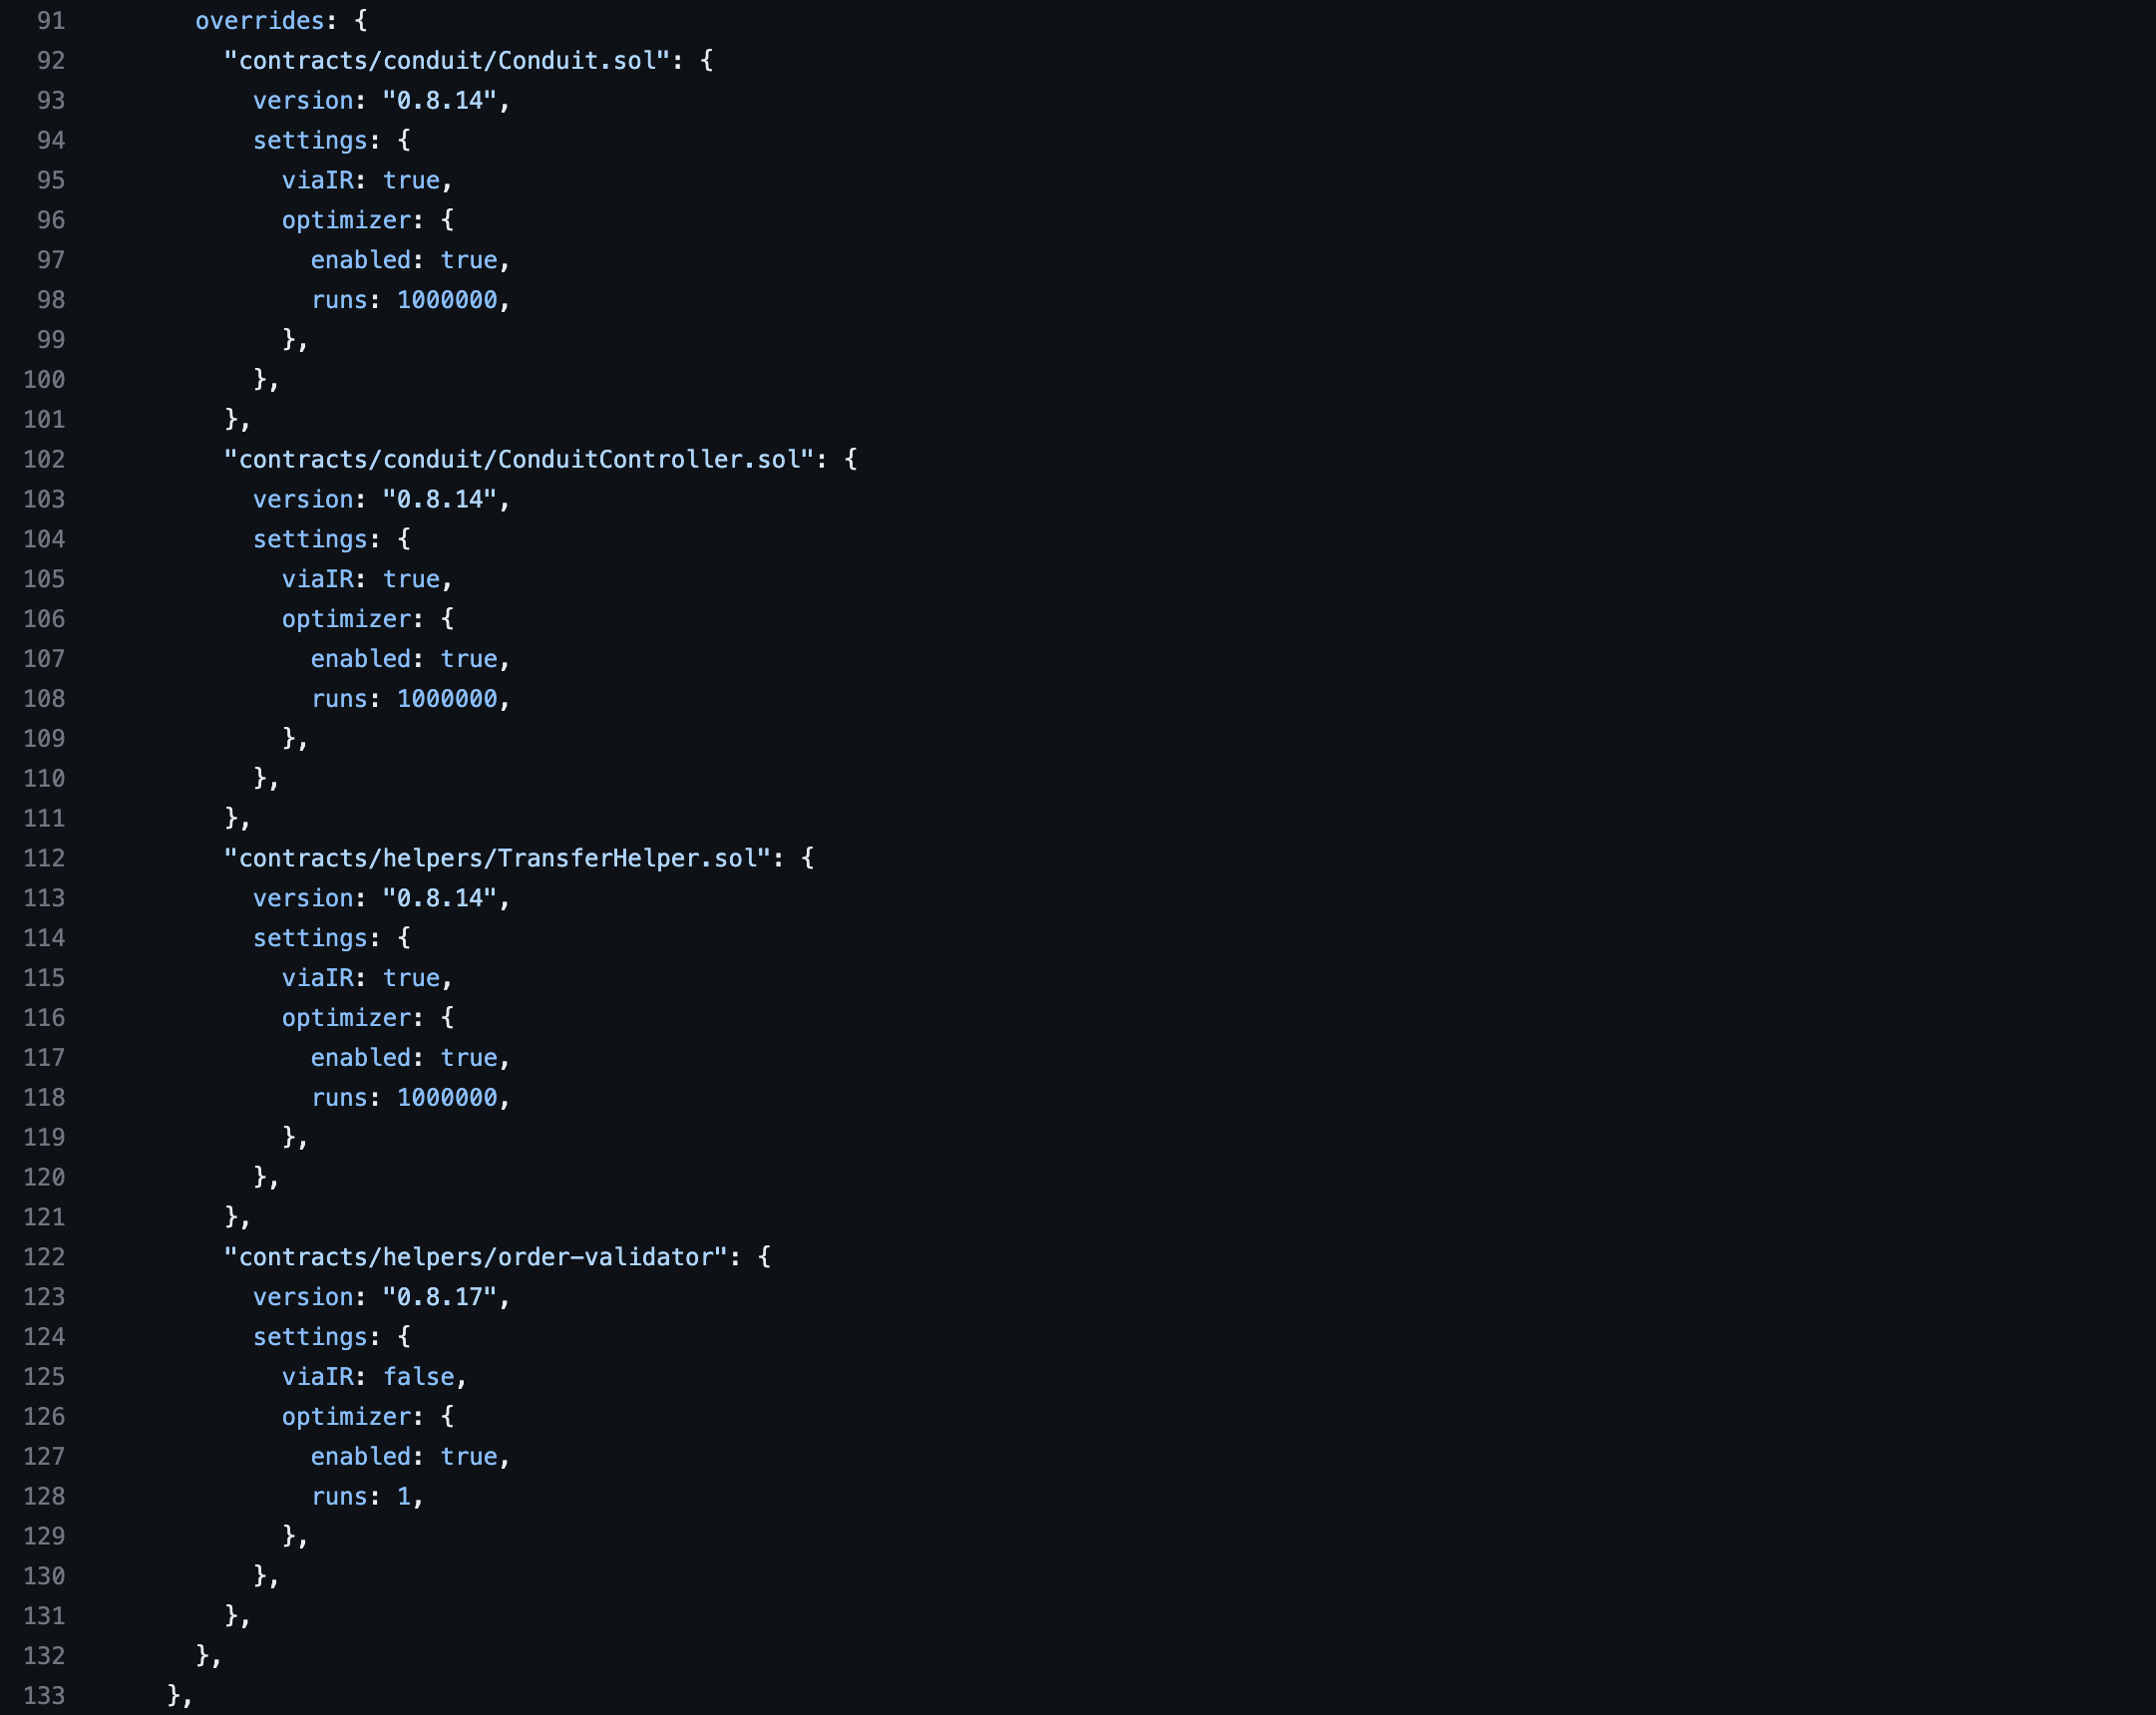 91 overrides: {
92 "contracts/conduit/Conduit.sol": {
93 version: "0.8.14",
94 settings: {
95 viaIR: true,
96 optimizer: {
97 enabled: true,
98 runs: 1000000,
99 },
100 },
101 },
102 "contracts/conduit/ConduitController.sol": {
103 version: "0.8.14",
104 settings: {
105 viaIR: true,
106 optimizer: {
107 enabled: true,
108 runs: 1000000,
109 },
110 },
111 },
112 "contracts/helpers/TransferHelper.sol": {
113 version: "0.8.14",
114 settings: {
115 viaIR: true,
116 optimizer: {
117 enabled: true,
118 runs: 1000000,
119 },
120 },
121 },
122 "contracts/helpers/order-validator": {
123 version: "0.8.17",
124 settings: {
125 viaIR: false,
126 optimizer: {
127 enabled: true,
128 runs: 1,
129 },
130 },
131 },
132 },
133 },